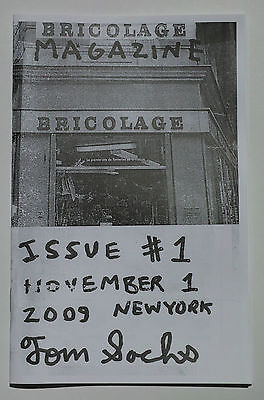 BRICOLAGE
MAGAZINE
BRICOLAGE
ISSUE #1
NOVEMBER 1
2009 NEWYORK
Tom Sachs